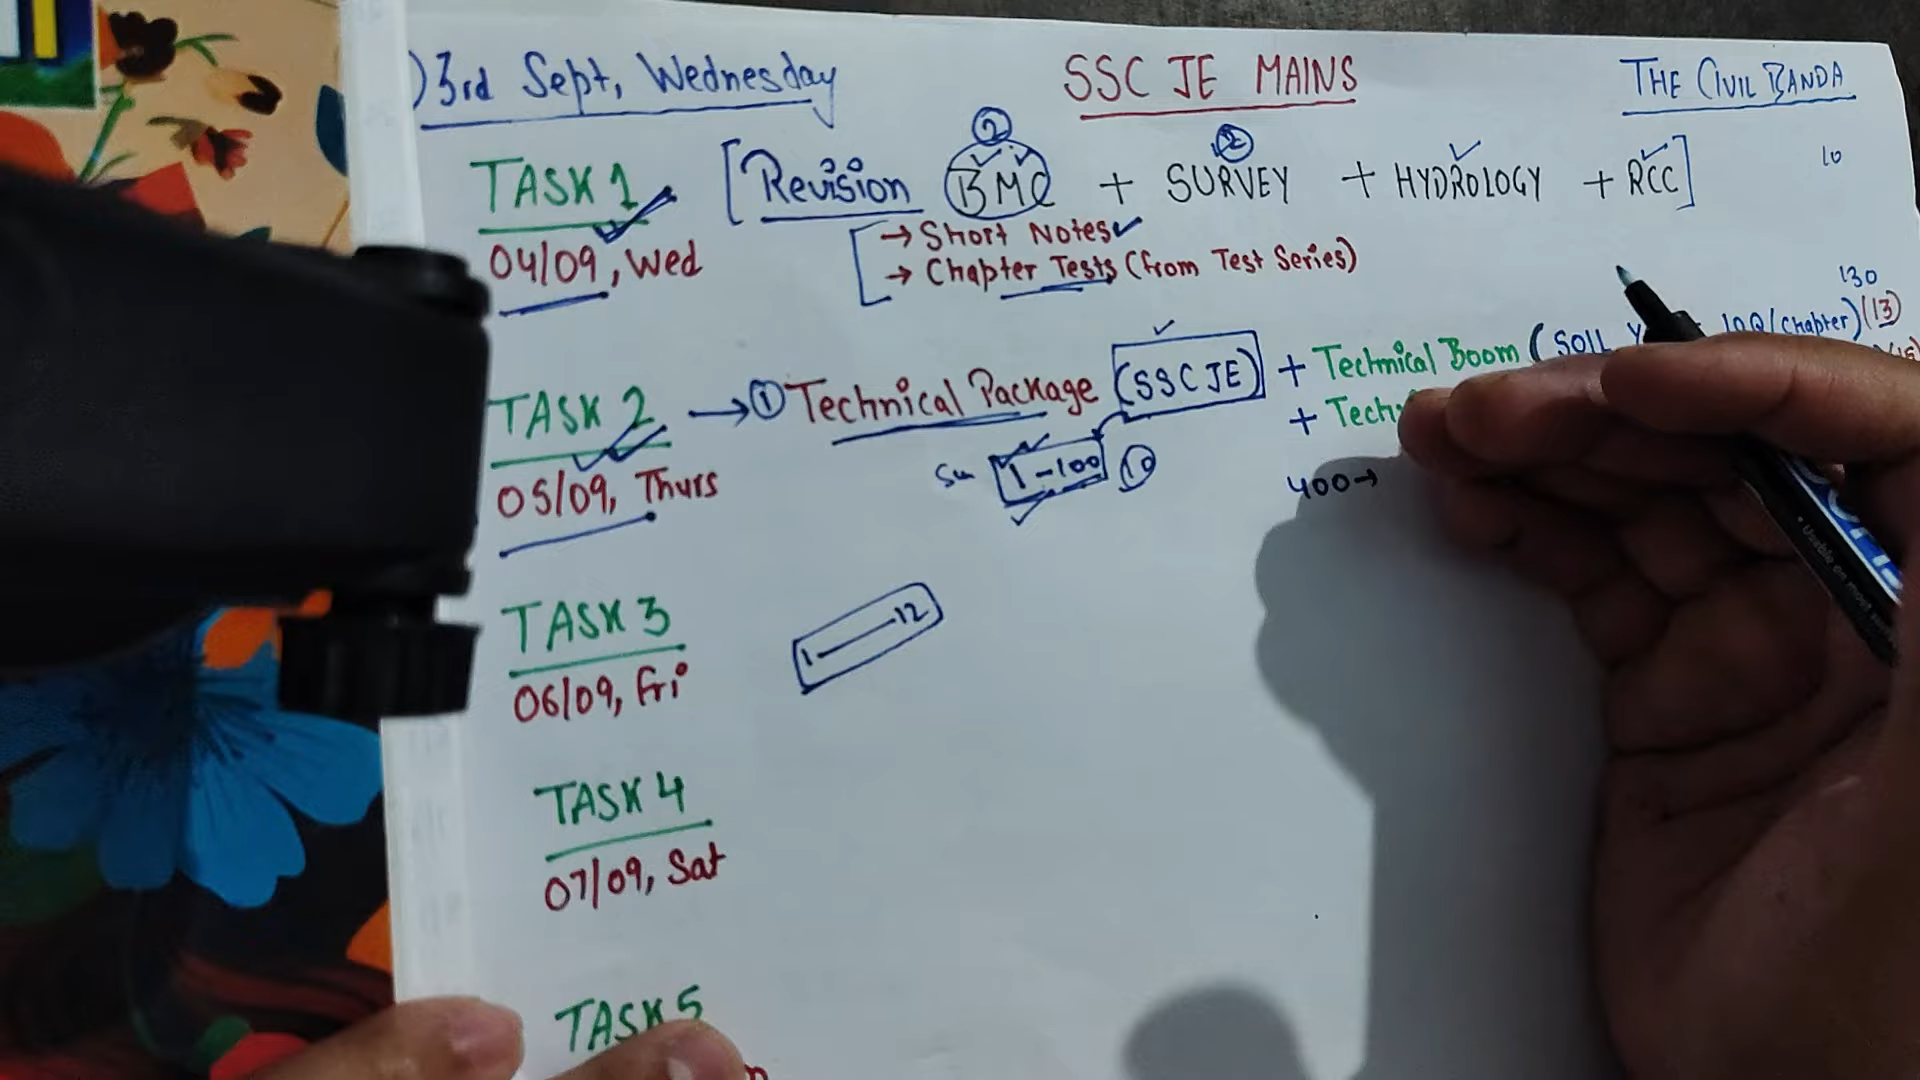 3rd Sept, Wednesday SSC JE MAINS THE CIVIL BANDA
TASK 1 [Revision BMC + SURVEY + HYDROLOGY + RCC] 10
2 2
04/09, Wed
→ Short Notes
→ Chapter Tests (from Test Series)
130
TASK 2 → ① Technical Package (SSC JE) + Technical Boom (SOIL 10Q/Chapter) (13)
+ Tech
1-100 10
400→
05/09, Thurs
TASK 3
1 — 12
06/09, Fri
TASK 4
07/09, Sat
TASK 5